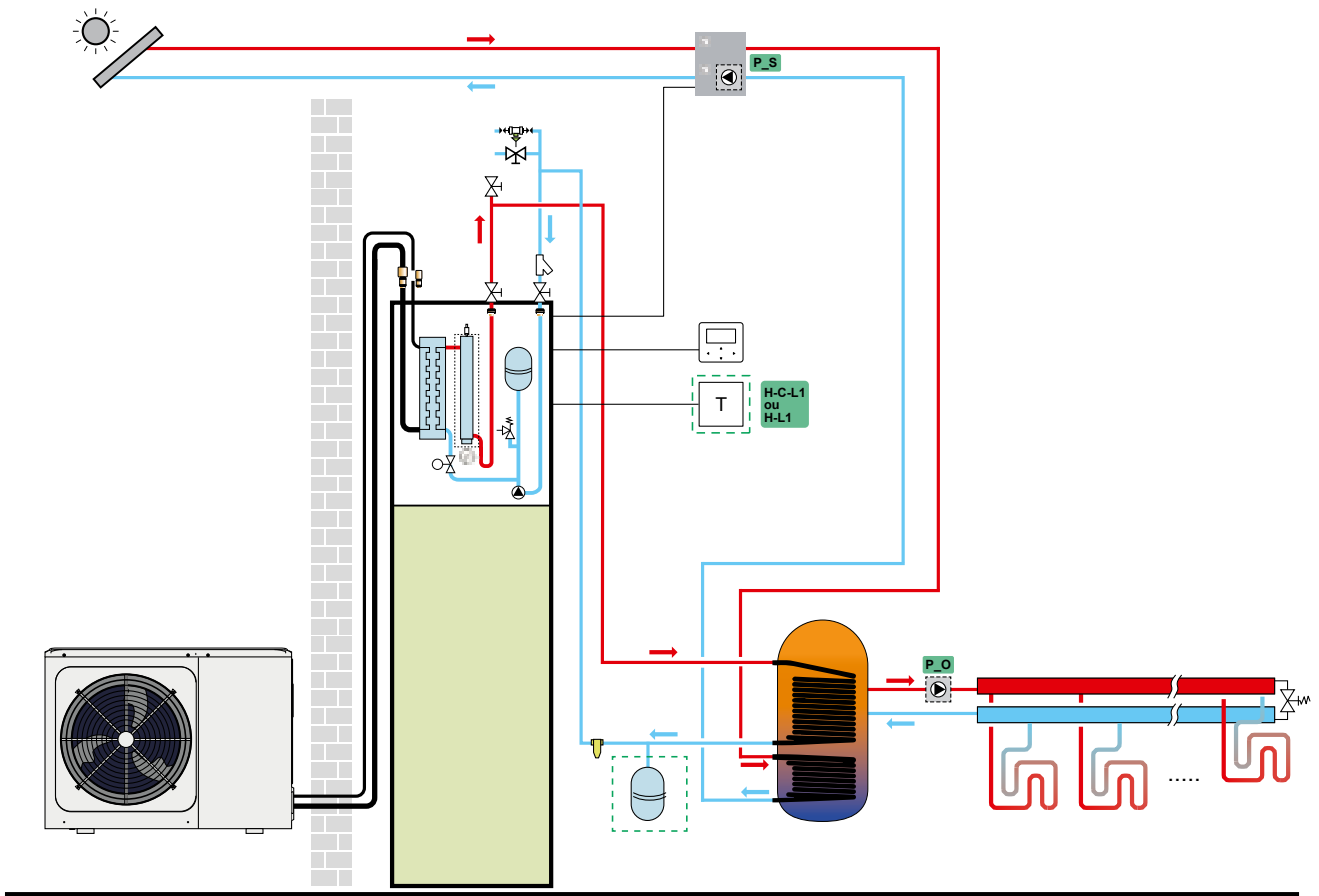 P_S
H-C-L1
ou
H-L1
T
P_O
.....